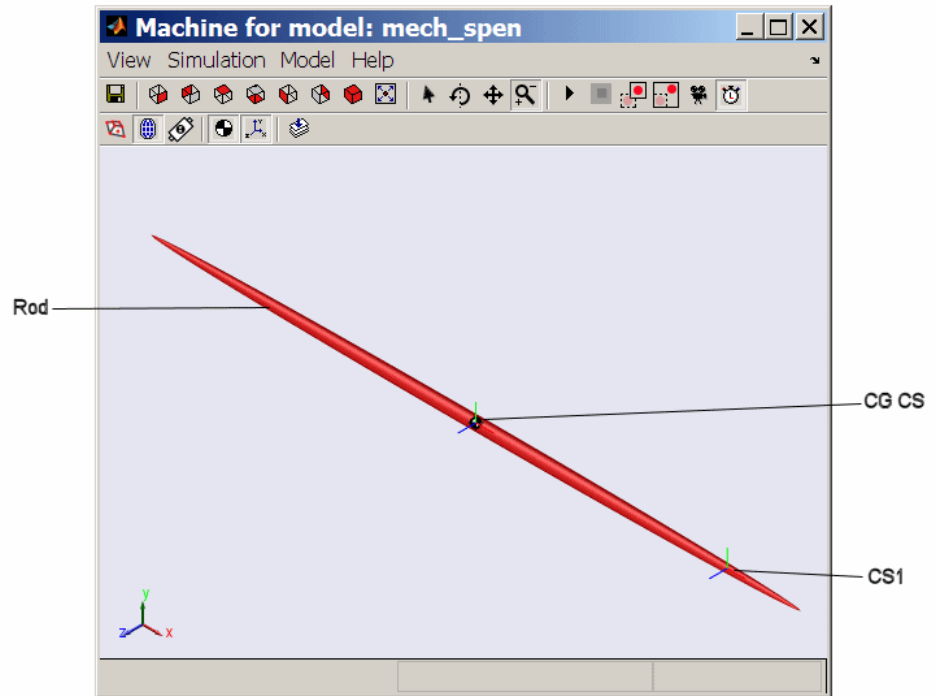 Machine for model: mech_spen
View Simulation Model Help
Rod
CG CS
CS1
y
z x